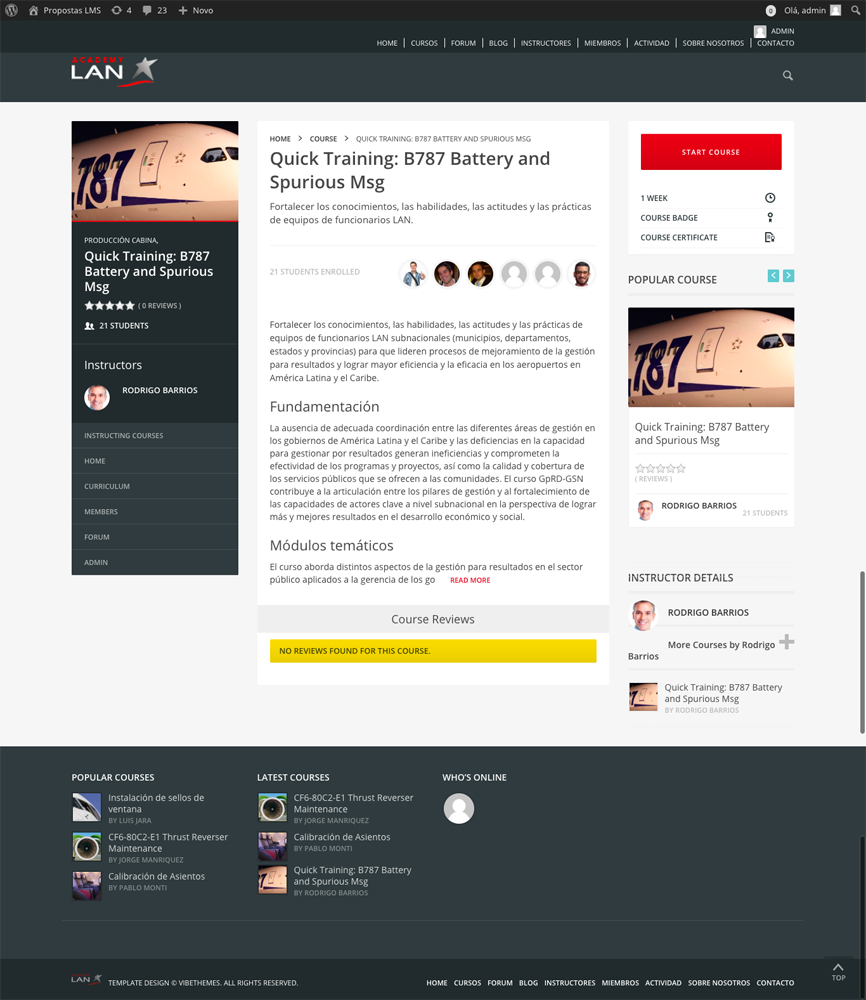 Propostas LMS 4 23 Novo 0 Olá, admin
ADMIN
HOME CURSOS FORUM BLOG INSTRUCTORES MIEMBROS ACTIVIDAD SOBRE NOSOTROS CONTACTO
ACADEMY
LAN
787
PRODUCCIÓN CABINA,
Quick Training: B787
Battery and Spurious
Msg
( 0 REVIEWS )
21 STUDENTS
Instructors
RODRIGO BARRIOS
INSTRUCTING COURSES
HOME
CURRICULUM
MEMBERS
FORUM
ADMIN
HOME > COURSE > QUICK TRAINING: B787 BATTERY AND SPURIOUS MSG
Quick Training: B787 Battery and
Spurious Msg
Fortalecer los conocimientos, las habilidades, las actitudes y las prácticas
de equipos de funcionarios LAN.
21 STUDENTS ENROLLED
Fortalecer los conocimientos, las habilidades, las actitudes y las prácticas de
equipos de funcionarios LAN subnacionales (municipios, departamentos,
estados y provincias) para que lideren procesos de mejoramiento de la gestión
para resultados y lograr mayor eficiencia y la eficacia en los aeropuertos en
América Latina y el Caribe.
Fundamentación
La ausencia de adecuada coordinación entre las diferentes áreas de gestión en
los gobiernos de América Latina y el Caribe y las deficiencias en la capacidad
para gestionar por resultados generan ineficiencias y comprometen la
efectividad de los programas y proyectos, así como la calidad y cobertura de
los servicios públicos que se ofrecen a las comunidades. El curso GpRD-GSN
contribuye a la articulación entre los pilares de gestión y al fortalecimiento de
las capacidades de actores clave a nivel subnacional en la perspectiva de lograr
más y mejores resultados en el desarrollo económico y social.
Módulos temáticos
El curso aborda distintos aspectos de la gestión para resultados en el sector
público aplicados a la gerencia de los go READ MORE
Course Reviews
NO REVIEWS FOUND FOR THIS COURSE.
START COURSE
1 WEEK
COURSE BADGE
COURSE CERTIFICATE
POPULAR COURSE
787
Quick Training: B787 Battery
and Spurious Msg
( REVIEWS )
RODRIGO BARRIOS
21 STUDENTS
INSTRUCTOR DETAILS
RODRIGO BARRIOS
More Courses by Rodrigo
Barrios
Quick Training: B787 Battery
and Spurious Msg
BY RODRIGO BARRIOS
POPULAR COURSES
Instalación de sellos de
ventana
BY LUIS JARA
CF6-80C2-E1 Thrust Reverser
Maintenance
BY JORGE MANRIQUEZ
Calibración de Asientos
BY PABLO MONTI
LATEST COURSES
CF6-80C2-E1 Thrust Reverser
Maintenance
BY JORGE MANRIQUEZ
Calibración de Asientos
BY PABLO MONTI
Quick Training: B787 Battery
and Spurious Msg
BY RODRIGO BARRIOS
WHO'S ONLINE
TOP
LAN TEMPLATE DESIGN © VIBETHEMES. ALL RIGHTS RESERVED.
HOME CURSOS FORUM BLOG INSTRUCTORES MIEMBROS ACTIVIDAD SOBRE NOSOTROS CONTACTO